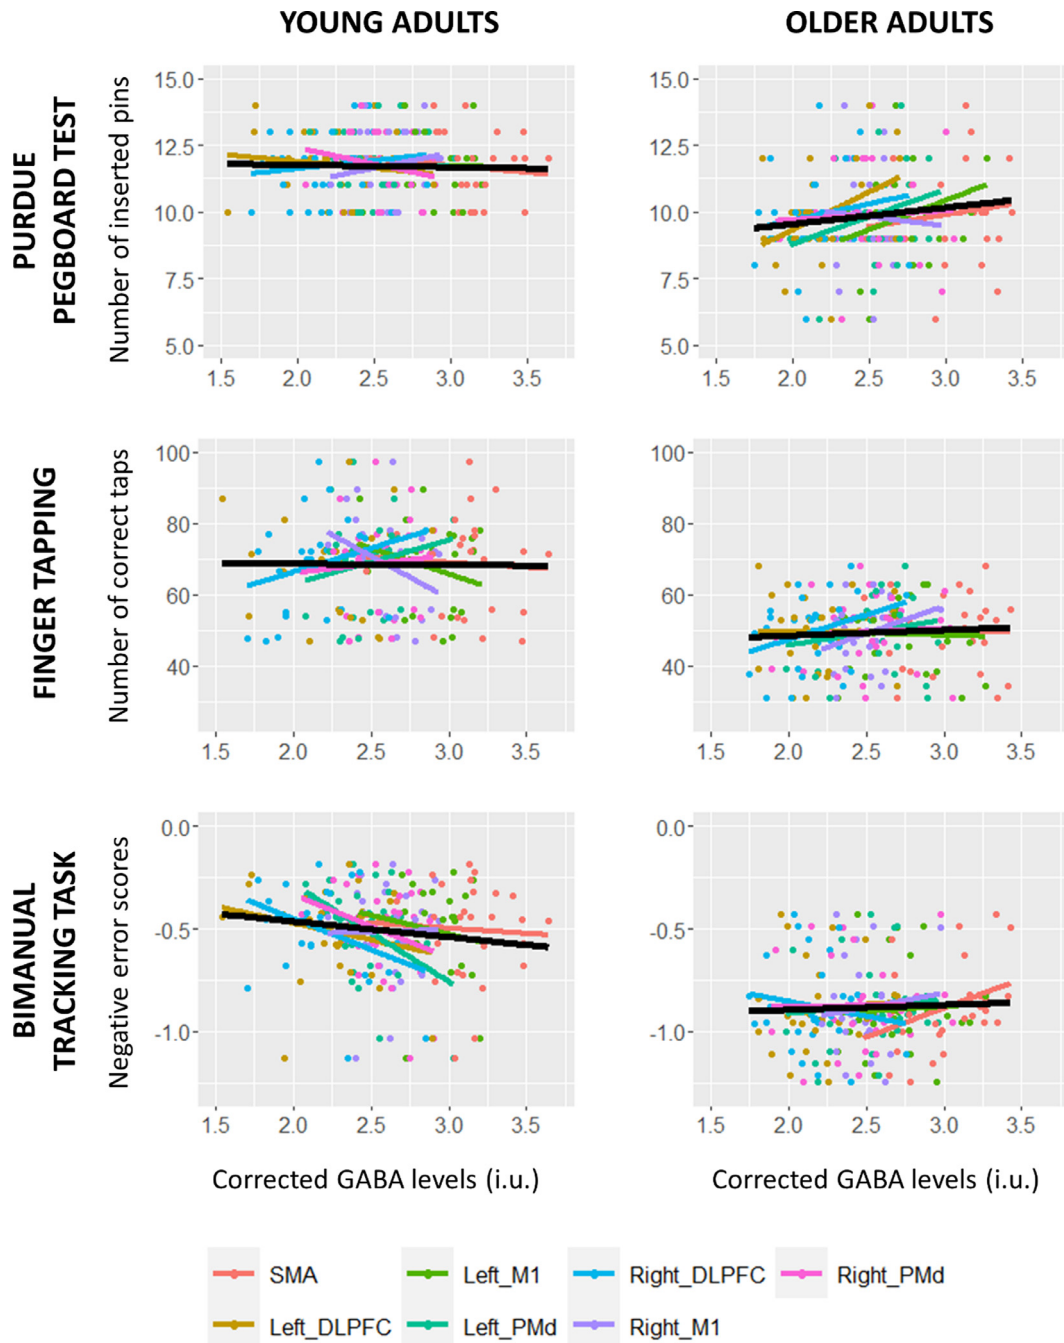 YOUNG ADULTS
OLDER ADULTS
PURDUE
PEGBOARD TEST
Number of inserted pins
15.0
12.5
10.0
7.5
5.0
1.5 2.0 2.5 3.0 3.5
15.0
12.5
10.0
7.5
5.0
1.5 2.0 2.5 3.0 3.5
FINGER TAPPING
Number of correct taps
100
80
60
40
1.5 2.0 2.5 3.0 3.5
100
80
60
40
1.5 2.0 2.5 3.0 3.5
BIMANUAL
TRACKING TASK
Negative error scores
0.0
-0.5
-1.0
1.5 2.0 2.5 3.0 3.5
0.0
-0.5
-1.0
1.5 2.0 2.5 3.0 3.5
Corrected GABA levels (i.u.)
Corrected GABA levels (i.u.)
SMA Left_M1 Right_DLPFC Right_PMd
Left_DLPFC Left_PMd Right_M1